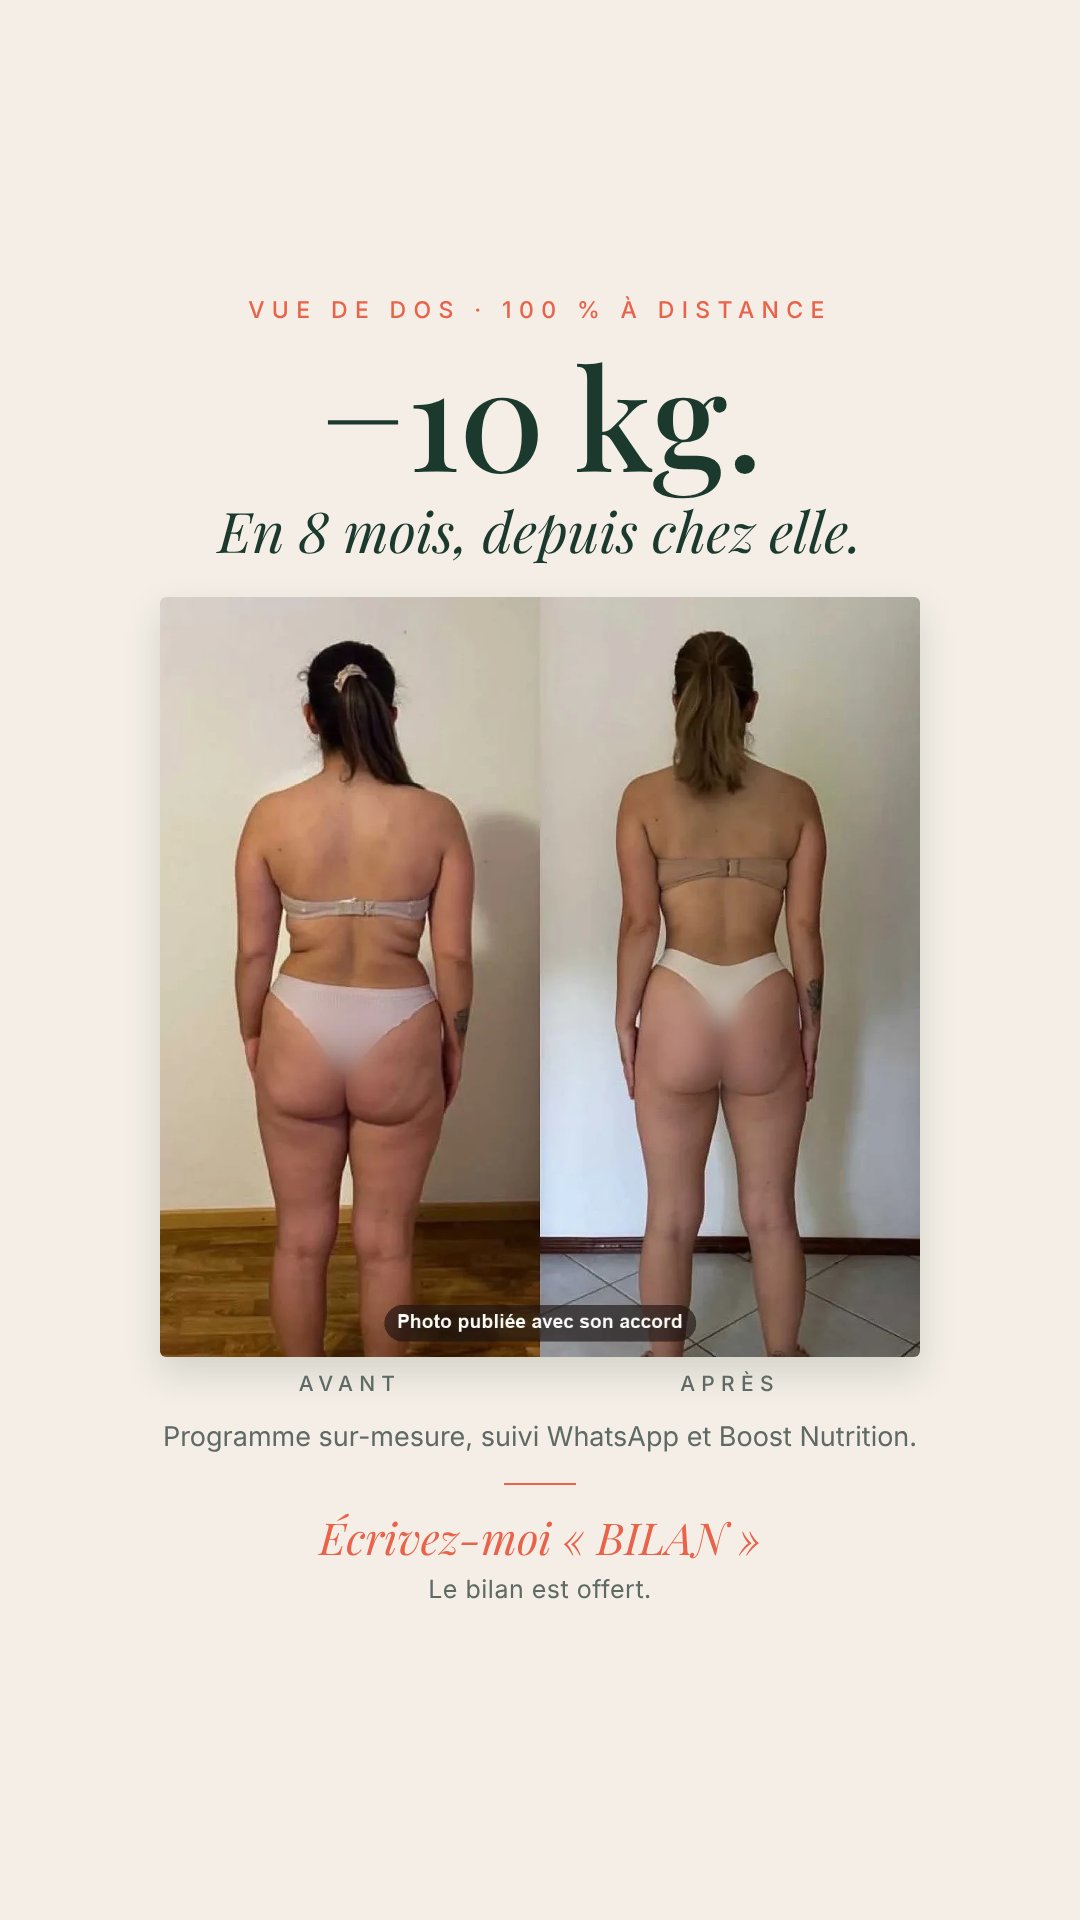 VUE DE DOS · 100 % À DISTANCE
−10 kg.
En 8 mois, depuis chez elle.
Photo publiée avec son accord
AVANT
APRÈS
Programme sur-mesure, suivi WhatsApp et Boost Nutrition.
Écrivez-moi « BILAN »
Le bilan est offert.